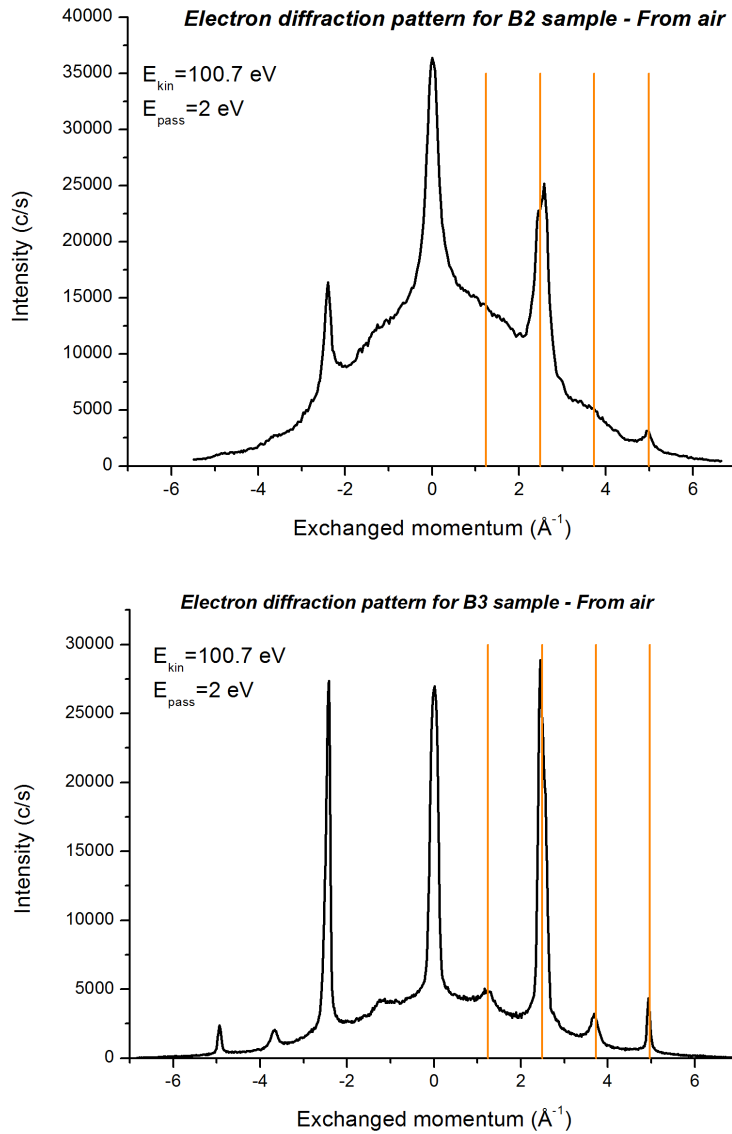 Electron diffraction pattern for B2 sample - From air
E_kin=100.7 eV
E_pass=2 eV
40000
35000
30000
25000
20000
15000
10000
5000
0
Intensity (c/s)
-6 -4 -2 0 2 4 6
Exchanged momentum (Å⁻¹)
Electron diffraction pattern for B3 sample - From air
E_kin=100.7 eV
E_pass=2 eV
30000
25000
20000
15000
10000
5000
0
Intensity (c/s)
-6 -4 -2 0 2 4 6
Exchanged momentum (Å⁻¹)